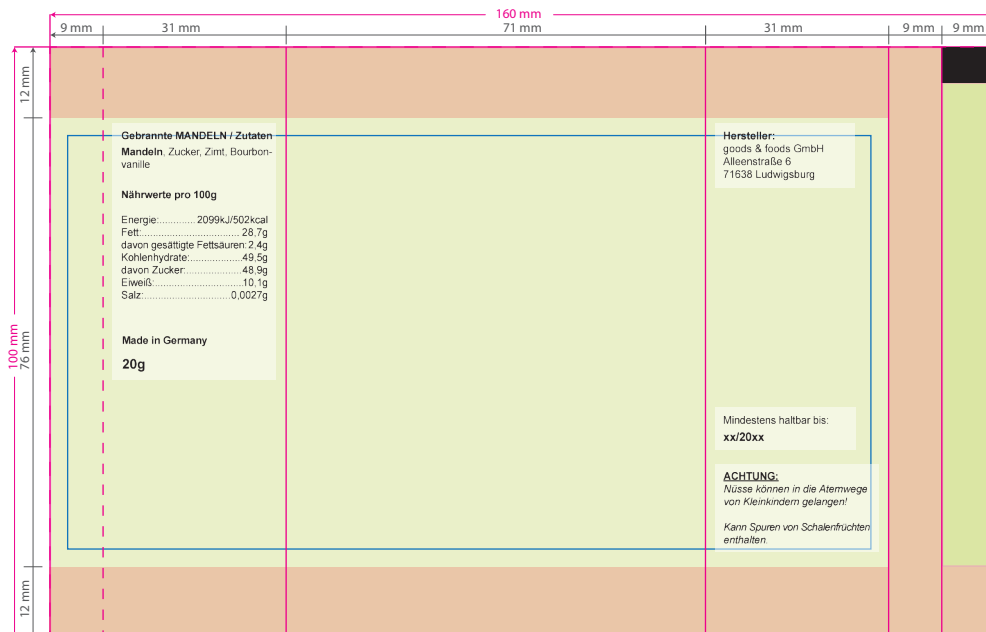 160 mm
9 mm
31 mm
71 mm
31 mm
9 mm
9 mm
12 mm
Gebrannte MANDELN / Zutaten
Mandeln, Zucker, Zimt, Bourbon-
vanille
Nährwerte pro 100g
Energie:............. 2099kJ/502kcal
Fett:................................... 28,7g
davon gesättigte Fettsäuren: 2,4g
Kohlenhydrate:...................49,5g
davon Zucker:....................48,9g
Eiweiß:...............................10,1g
Salz:..............................0,0027g
Made in Germany
20g
Hersteller:
goods & foods GmbH
Alleenstraße 6
71638 Ludwigsburg
100 mm
76 mm
Mindestens haltbar bis:
xx/20xx
ACHTUNG:
Nüsse können in die Atemwege
von Kleinkindern gelangen!
Kann Spuren von Schalenfrüchten
enthalten.
12 mm